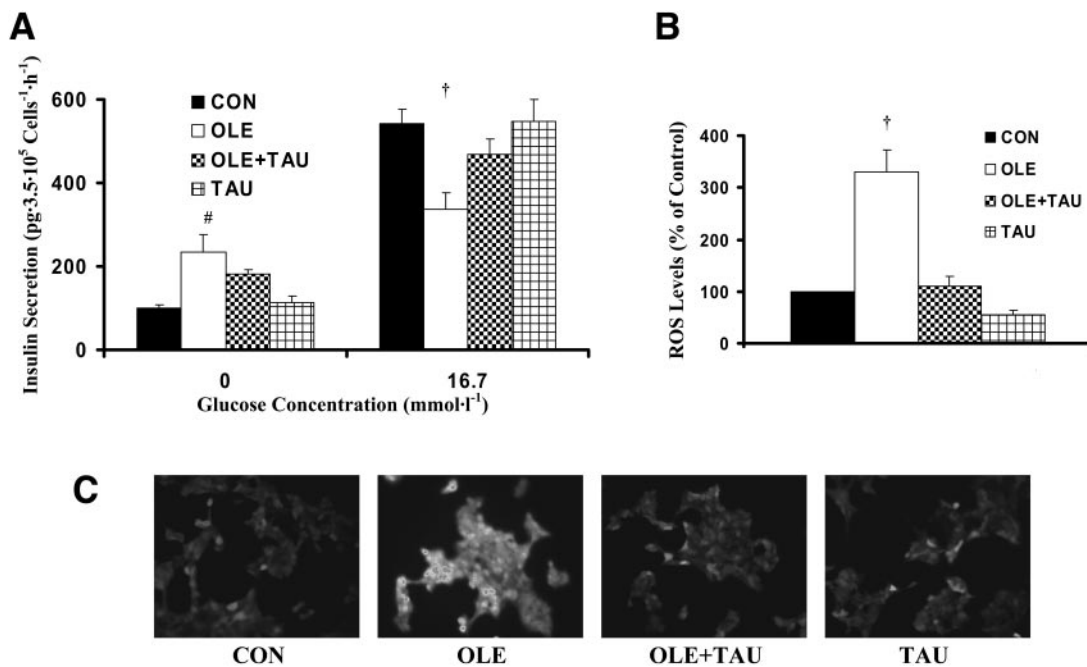 A
B
Insulin Secretion (pg·3.5·10⁵ Cells⁻¹·h⁻¹)
600
400
200
0
CON
OLE
OLE+TAU
TAU
#
†
0
16.7
Glucose Concentration (mmol·l⁻¹)
ROS Levels (% of Control)
400
300
200
100
0
†
CON
OLE
OLE+TAU
TAU
C
CON
OLE
OLE+TAU
TAU